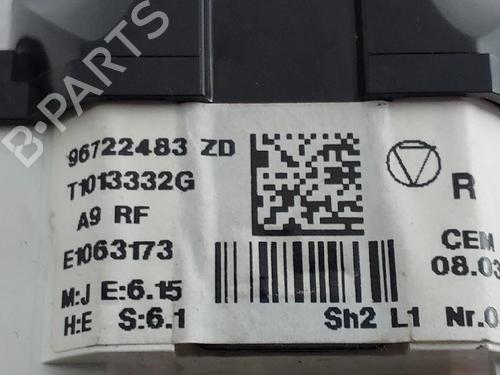 B-PARTS
96722483 ZD
T1013332G
A9 RF
R
E1063173
CEM
08.03
M:J E:6.15
H:E S:6.1
Sh2 L1 Nr.0